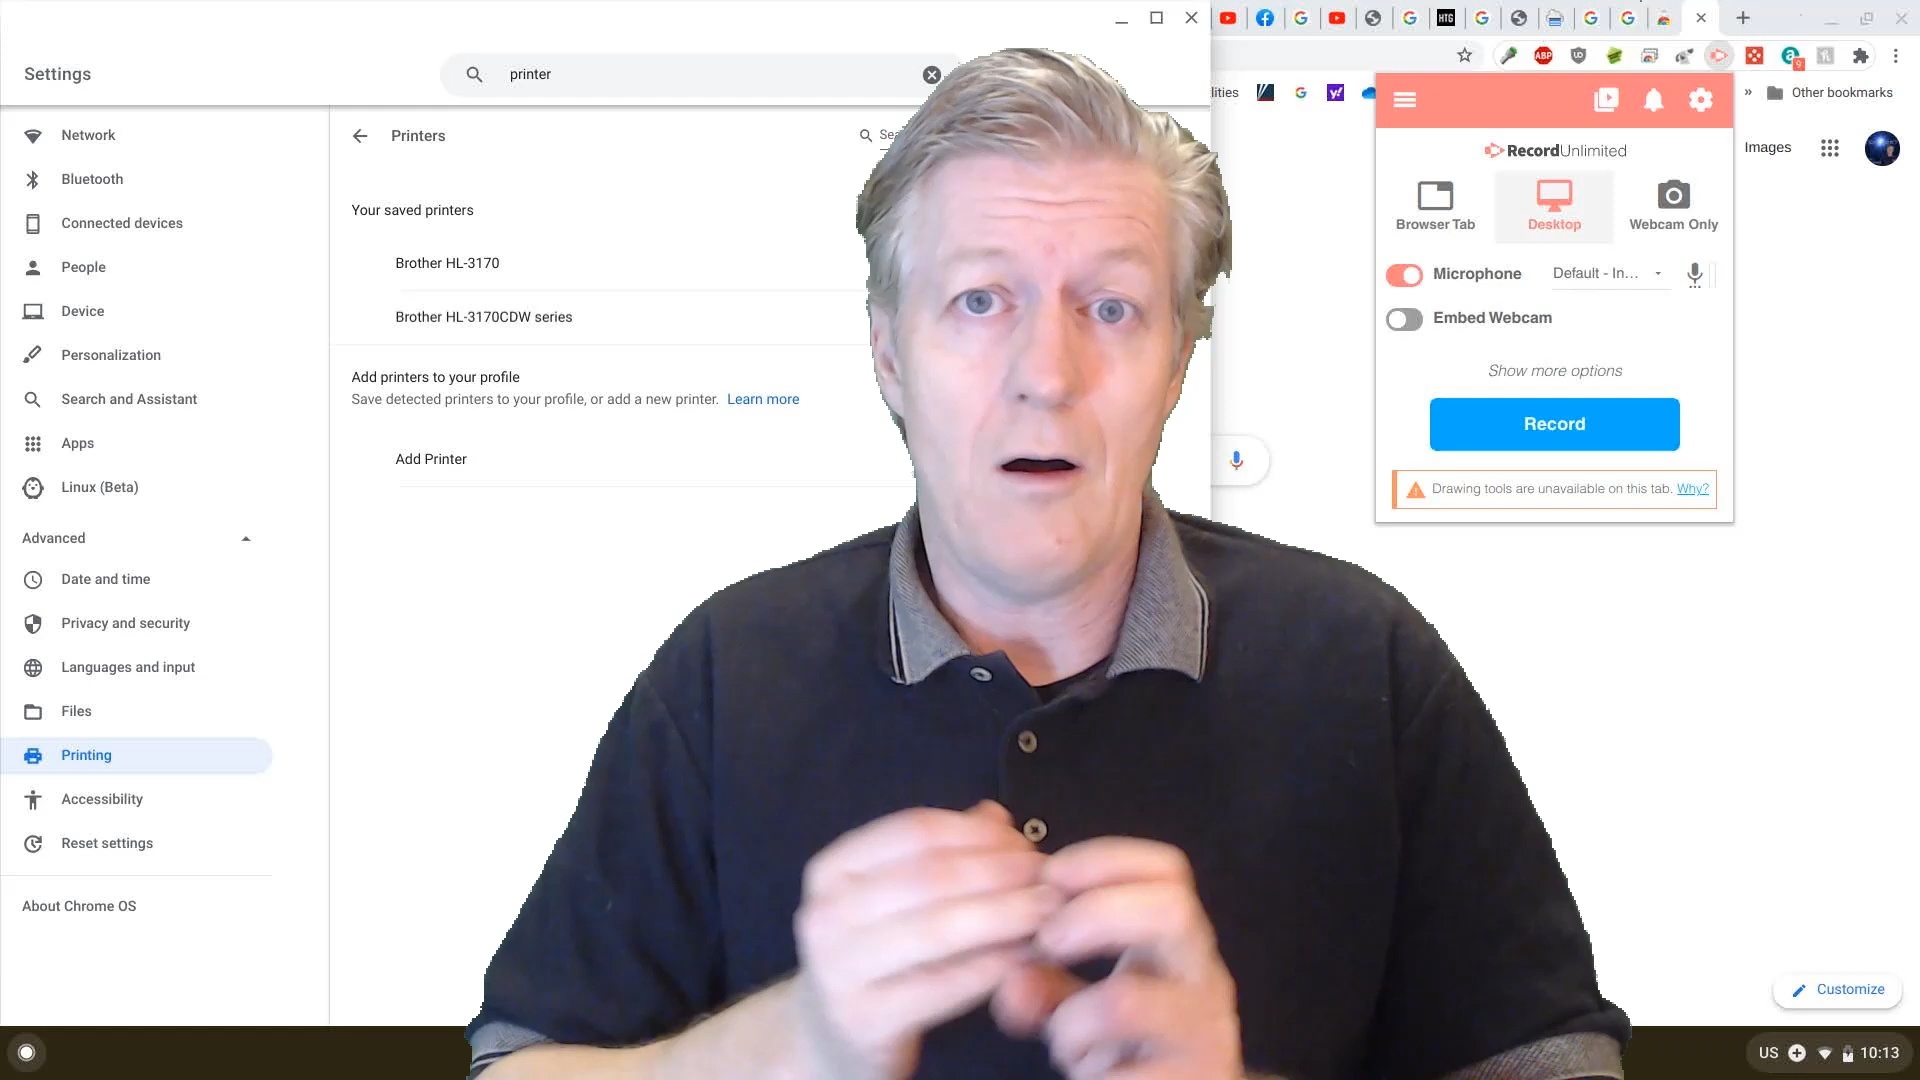 Settings
printer
Network
Bluetooth
Connected devices
People
Device
Personalization
Search and Assistant
Apps
Linux (Beta)
Advanced
Date and time
Privacy and security
Languages and input
Files
Printing
Accessibility
Reset settings
About Chrome OS
Printers
Your saved printers
Brother HL-3170
Brother HL-3170CDW series
Add printers to your profile
Save detected printers to your profile, or add a new printer. Learn more
Add Printer
HTG
ABP
9
Other bookmarks
Images
RecordUnlimited
Browser Tab
Desktop
Webcam Only
Microphone
Default - In...
Embed Webcam
Show more options
Record
Drawing tools are unavailable on this tab. Why?
Customize
US
10:13